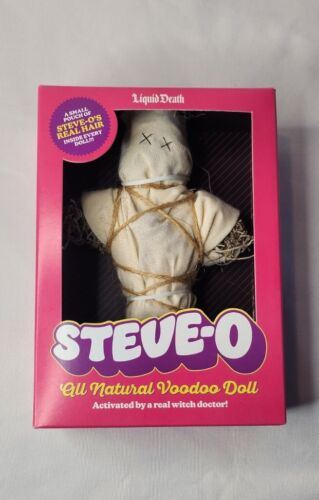 Liquid Death
A SMALL
POUCH OF
STEVE-O'S
REAL HAIR
INSIDE EVERY
DOLL!!!
STEVE-O
All Natural Voodoo Doll
Activated by a real witch doctor!